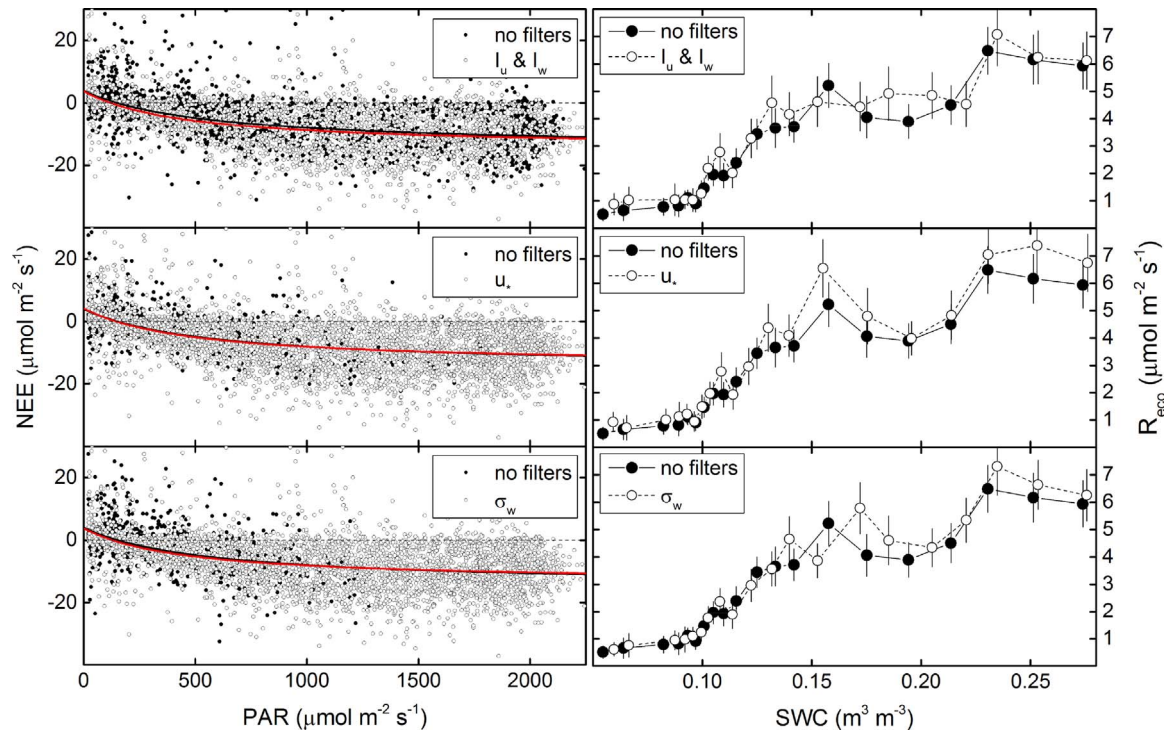 20
0
-20
no filters
I_u & I_w
20
0
-20
no filters
u_*
20
0
-20
no filters
σ_w
0 500 1000 1500 2000
NEE (μmol m⁻² s⁻¹)
PAR (μmol m⁻² s⁻¹)
no filters
I_u & I_w
7
6
5
4
3
2
1
no filters
u_*
7
6
5
4
3
2
1
no filters
σ_w
7
6
5
4
3
2
1
0.10 0.15 0.20 0.25
R_eco (μmol m⁻² s⁻¹)
SWC (m³ m⁻³)